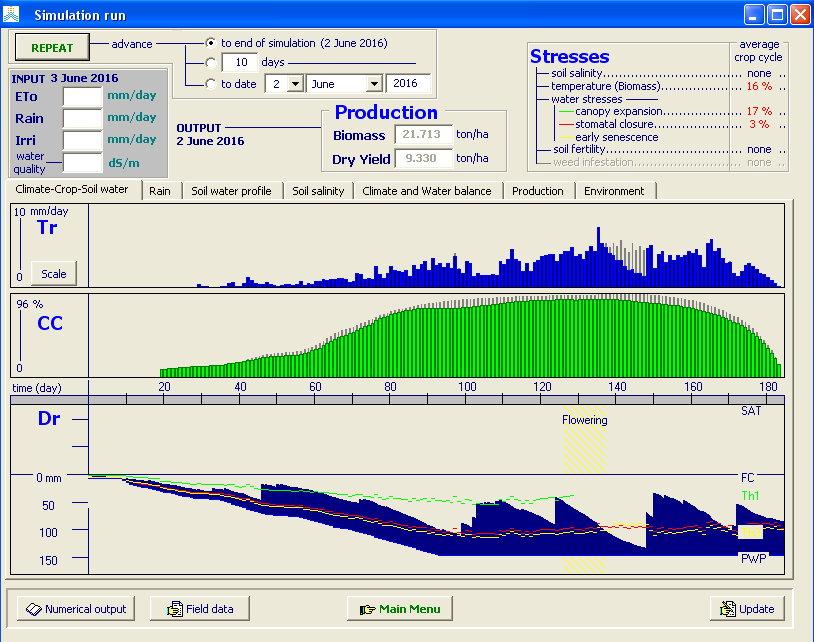 Simulation run
REPEAT
advance
to end of simulation (2 June 2016)
10 days
to date 2 June 2016
INPUT 3 June 2016
ETo mm/day
Rain mm/day
Irri mm/day
water quality dS/m
OUTPUT
2 June 2016
Production
Biomass 21.713 ton/ha
Dry Yield 9.330 ton/ha
Stresses
average crop cycle
soil salinity none ..
temperature (Biomass) 16 % ..
water stresses
canopy expansion 17 % ..
stomatal closure 3 % ..
early senescence
soil fertility none ..
weed infestation none ..
Climate-Crop-Soil water Rain Soil water profile Soil salinity Climate and Water balance Production Environment
10 mm/day
Tr
0
Scale
96 %
CC
0
time (day) 20 40 60 80 100 120 140 160 180
Dr
SAT
Flowering
0 mm
FC
Th1
50
100
PWP
150
Numerical output Field data Main Menu Update